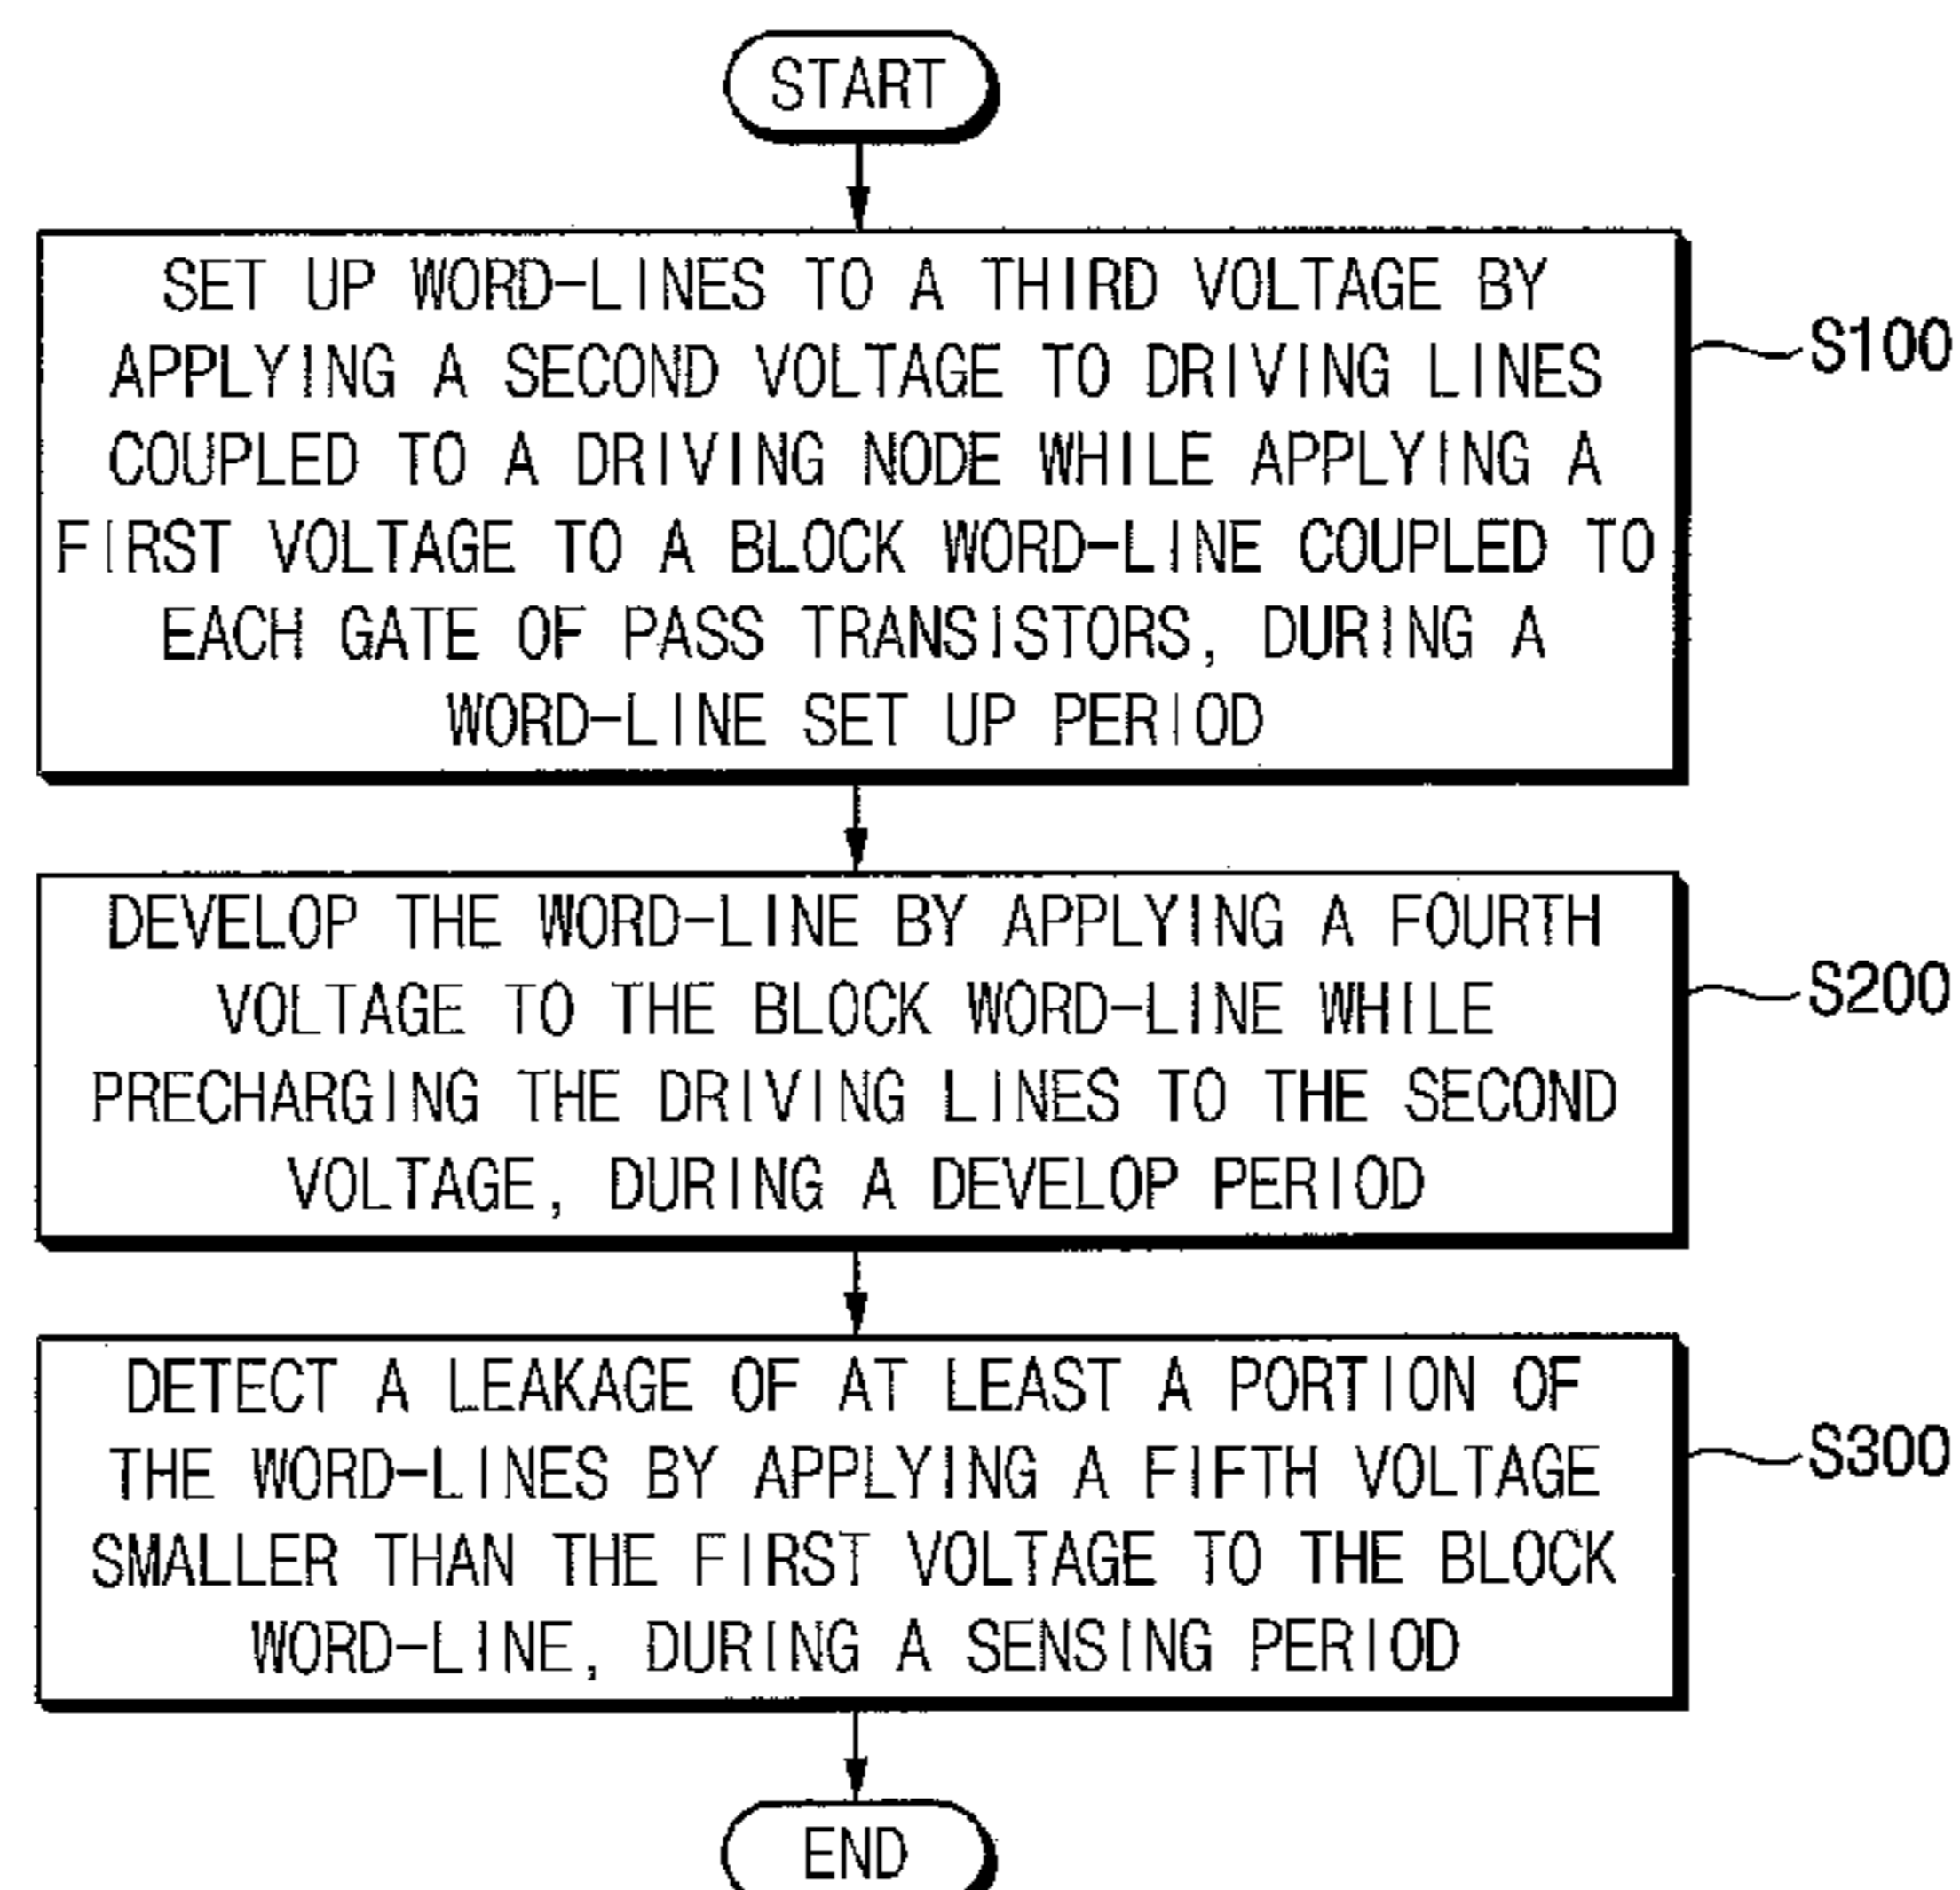 START
SET UP WORD-LINES TO A THIRD VOLTAGE BY
APPLYING A SECOND VOLTAGE TO DRIVING LINES
COUPLED TO A DRIVING NODE WHILE APPLYING A
FIRST VOLTAGE TO A BLOCK WORD-LINE COUPLED TO
EACH GATE OF PASS TRANSISTORS, DURING A
WORD-LINE SET UP PERIOD
S100
DEVELOP THE WORD-LINE BY APPLYING A FOURTH
VOLTAGE TO THE BLOCK WORD-LINE WHILE
PRECHARGING THE DRIVING LINES TO THE SECOND
VOLTAGE, DURING A DEVELOP PERIOD
S200
DETECT A LEAKAGE OF AT LEAST A PORTION OF
THE WORD-LINES BY APPLYING A FIFTH VOLTAGE
SMALLER THAN THE FIRST VOLTAGE TO THE BLOCK
WORD-LINE, DURING A SENSING PERIOD
S300
END